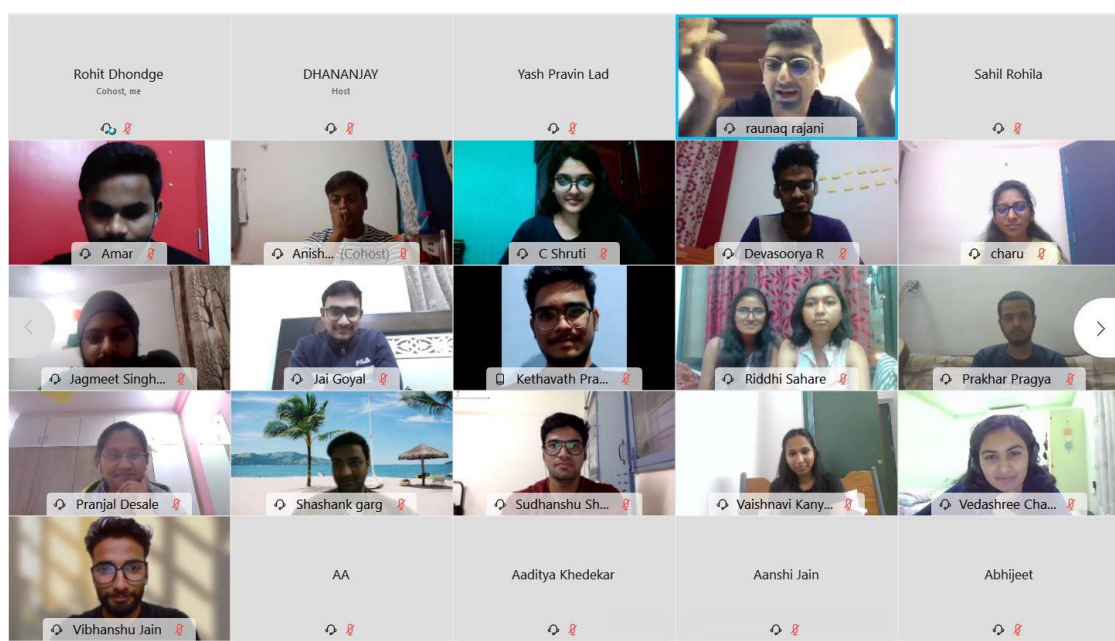 Rohit Dhondge
Cohost, me
DHANANJAY
Host
Yash Pravin Lad
raunaq rajani
Sahil Rohila
Amar
Anish... (Cohost)
C Shruti
Devasoorya R
charu
Jagmeet Singh...
Jai Goyal
FILA
Kethavath Pra...
Riddhi Sahare
Prakhar Pragya
Pranjal Desale
Shashank garg
Sudhanshu Sh...
Vaishnavi Kany...
Vedashree Cha...
Vibhanshu Jain
AA
Aaditya Khedekar
Aanshi Jain
Abhijeet